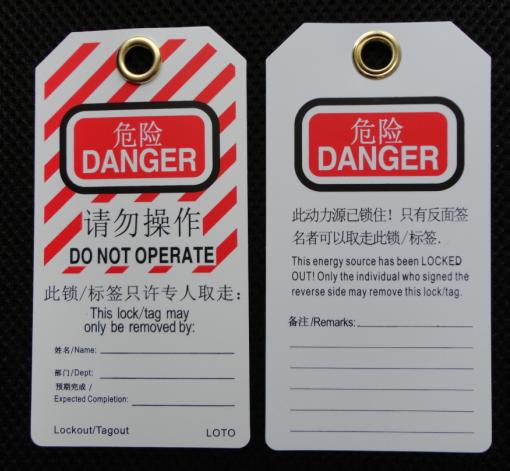 危险
DANGER
请勿操作
DO NOT OPERATE
此锁/标签只许专人取走：
This lock/tag may
only be removed by:
姓名/Name:
部门/Dept:
预期完成 /
Expected Completion:
Lockout/Tagout LOTO
危险
DANGER
此动力源已锁住！只有反面签
名者可以取走此锁/标签.
This energy source has been LOCKED
OUT! Only the individual who signed the
reverse side may remove this lock/tag.
备注/Remarks: